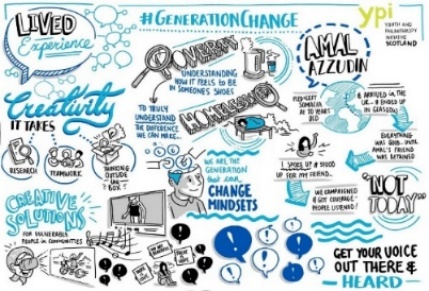 LIVED
Experience
#GENERATIONCHANGE
ypi
YOUTH AND
PHILANTHROPY
INITIATIVE
SCOTLAND
POVERTY
UNDERSTANDING
HOW IT FEELS TO BE
IN SOMEONE'S SHOES
AMAL
AZZUDIN
Creativity
IT TAKES
RESEARCH
TEAMWORK
THINKING
OUTSIDE
THE
BOX
TO TRULY
UNDERSTAND
THE DIFFERENCE
WE CAN MAKE...
HOMELESSNESS
FLED
SOMALIA
AT 10 YEARS
OLD
& ARRIVED IN THE
UK... & ENDED UP
IN GLASGOW
EVERYTHING
WAS GOOD.. UNTIL
AMAL'S FRIEND
WAS DETAINED
I SPOKE UP & STOOD
UP FOR MY FRIEND..
WE CAMPAIGNED
& GOT COVERAGE
PEOPLE LISTENED!
"NOT
TODAY"
WE ARE THE
GENERATION
that can
CHANGE
MINDSETS
CREATIVE
SOLUTIONS
FOR VULNERABLE
PEOPLE IN COMMUNITIES
GET YOUR VOICE
OUT THERE &
HEARD